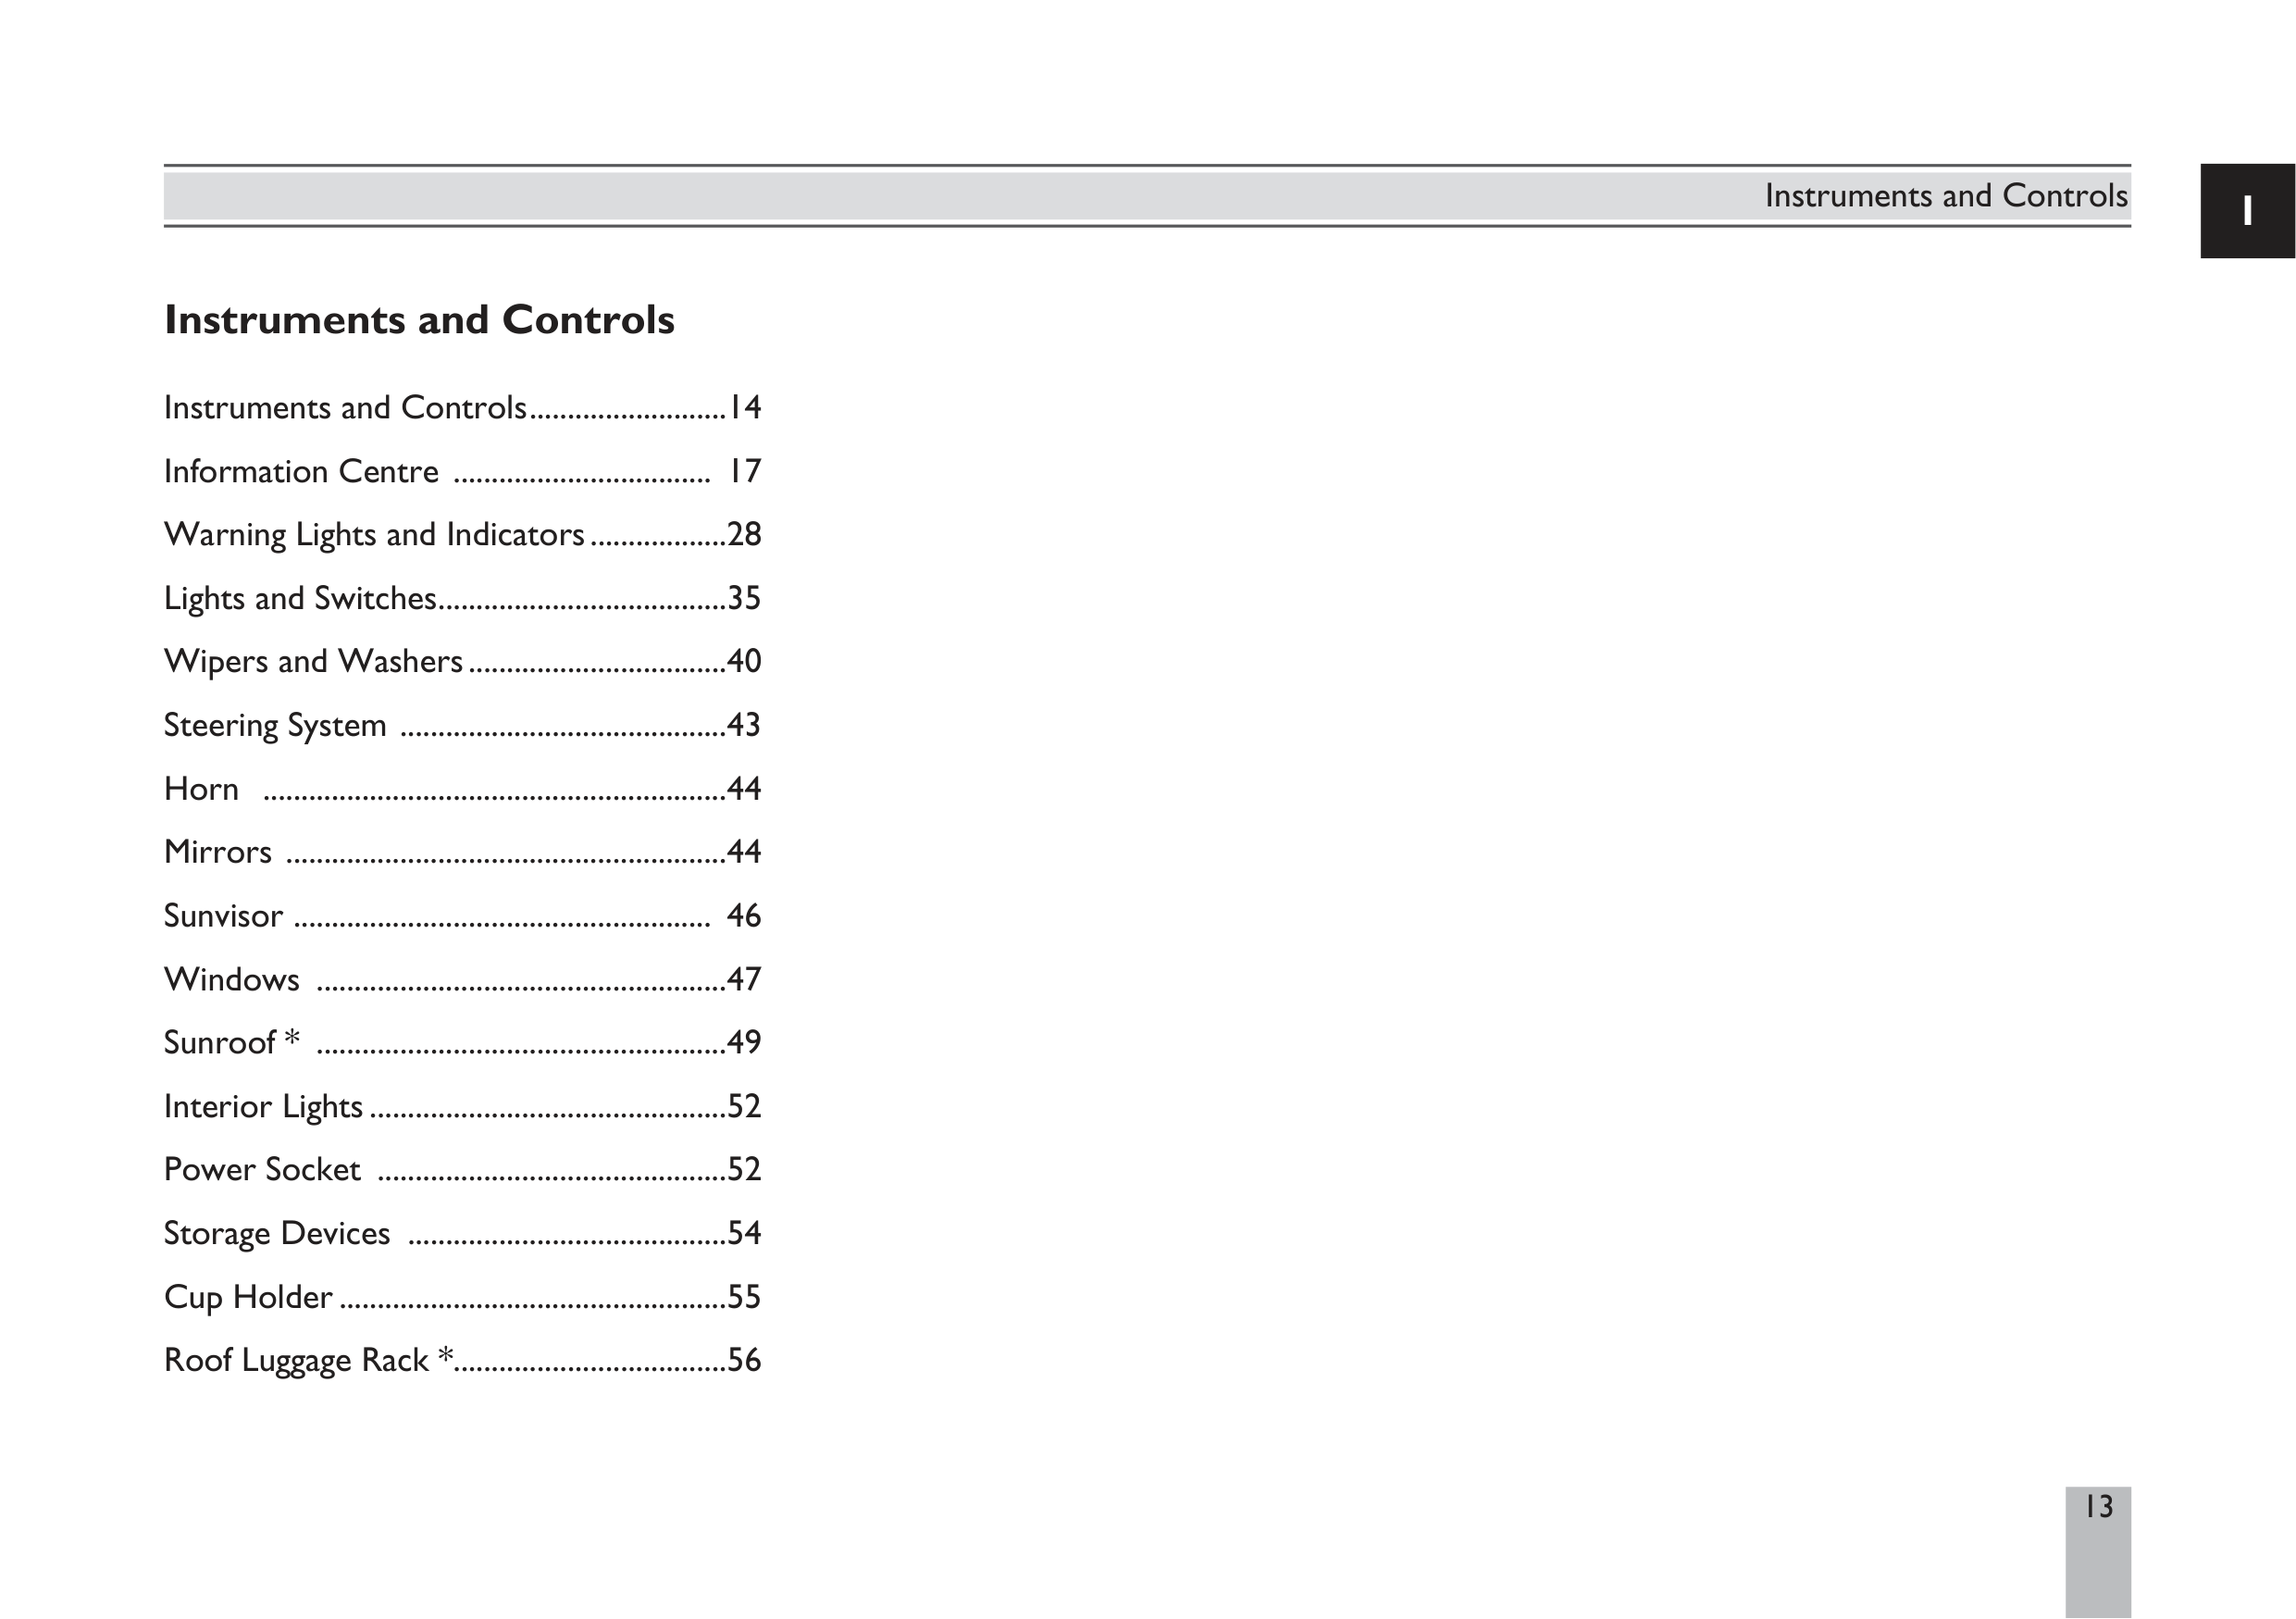 Instruments and Controls
1
Instruments and Controls
Instruments and Controls..........................14
Information Centre .................................. 17
Warning Lights and Indicators..................28
Lights and Switches......................................35
Wipers and Washers..................................40
Steering System ...........................................43
Horn .............................................................44
Mirrors ..........................................................44
Sunvisor ....................................................... 46
Windows ......................................................47
Sunroof * ......................................................49
Interior Lights...............................................52
Power Socket ..............................................52
Storage Devices ..........................................54
Cup Holder...................................................55
Roof Luggage Rack *....................................56
13